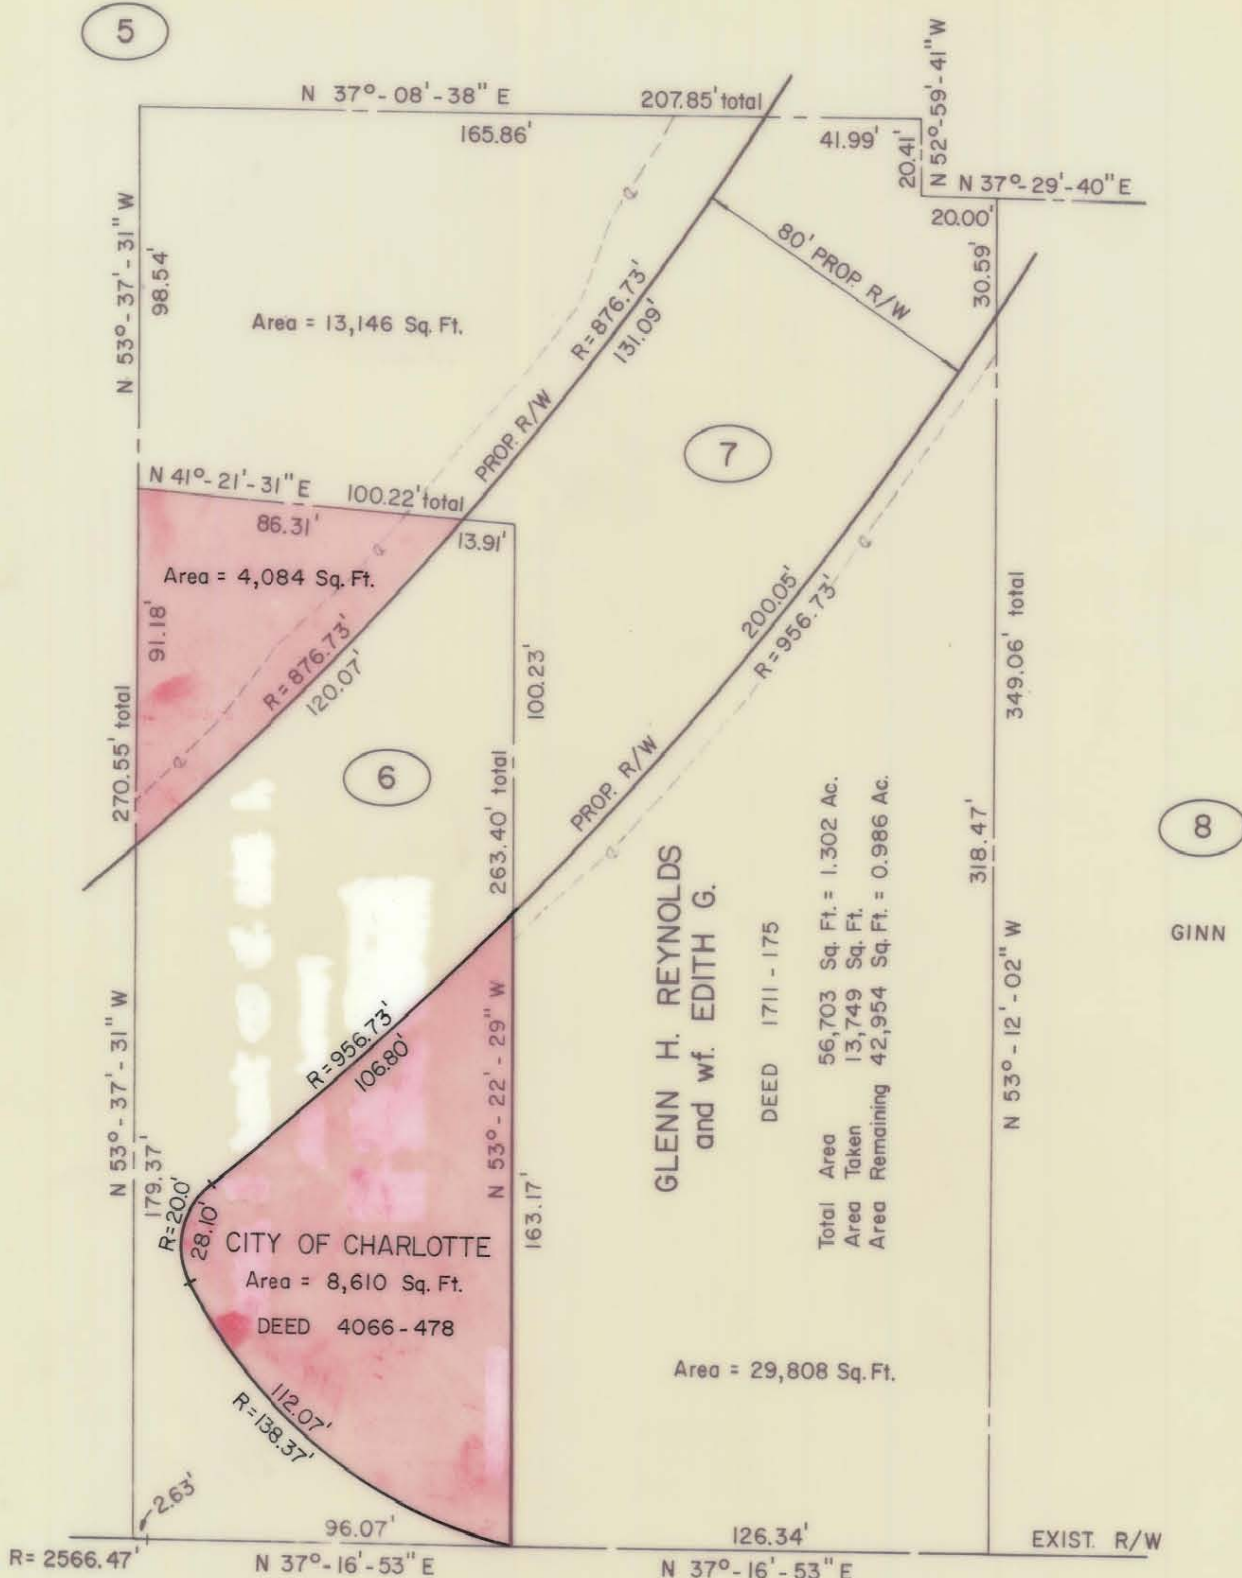 5
N 37°-08'-38" E
207.85' total
165.86'
41.99'
20.41'
N 52°-59'-41" W
N 37°-29'-40" E
20.00'
30.59'
80' PROP. R/W
N 53°-37'-31" W
98.54'
Area = 13,146 Sq. Ft.
R=876.73'
131.09'
PROP. R/W
7
N 41°-21'-31" E
100.22' total
86.31'
13.91'
Area = 4,084 Sq. Ft.
91.18'
R=876.73'
120.07'
270.55' total
100.23'
200.05'
R=956.73'
349.06' total
6
263.40' total
PROP. R/W
318.47'
8
GINN
N 53°-37'-31" W
179.37'
R=956.73'
106.80'
N 53°-22'-29" W
163.17'
GLENN H. REYNOLDS
and wf. EDITH G.
DEED 1711-175
Total Area 56,703 Sq. Ft. = 1.302 Ac.
Area Taken 13,749 Sq. Ft.
Area Remaining 42,954 Sq. Ft. = 0.986 Ac.
N 53°-12'-02" W
R=20.0'
28.10'
CITY OF CHARLOTTE
Area = 8,610 Sq. Ft.
DEED 4066-478
Area = 29,808 Sq. Ft.
112.07'
R=138.37'
2.63'
96.07'
126.34'
EXIST. R/W
R= 2566.47'
N 37°-16'-53" E
N 37°-16'-53" E